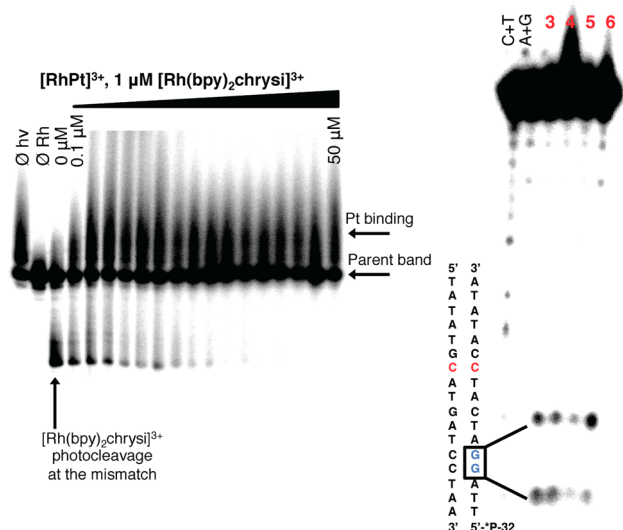 [RhPt]³⁺, 1 µM [Rh(bpy)₂chrysi]³⁺
Ø hv
Ø Rh
0 µM
0.1 µM
50 µM
Pt binding
Parent band
[Rh(bpy)₂chrysi]³⁺
photocleavage
at the mismatch
C+T
A+G
3 4 5 6
5' 3'
T A
A T
T A
A T
T A
G C
C C
A T
T A
G C
A T
T A
C G
C G
T A
A T
A T
3' 5'-*P-32